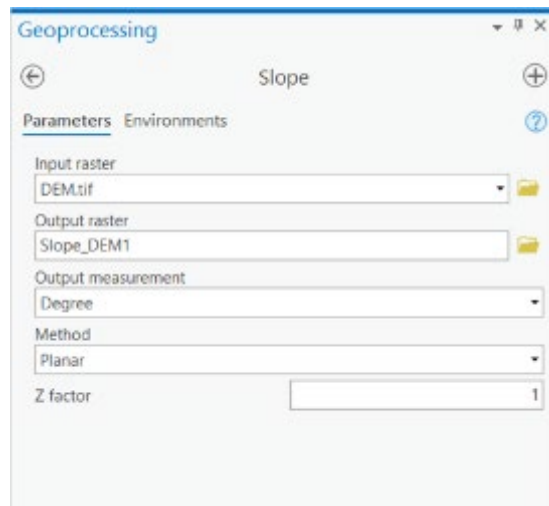 Geoprocessing
Slope
Parameters Environments
Input raster
DEM.tif
Output raster
Slope_DEM1
Output measurement
Degree
Method
Planar
Z factor 1